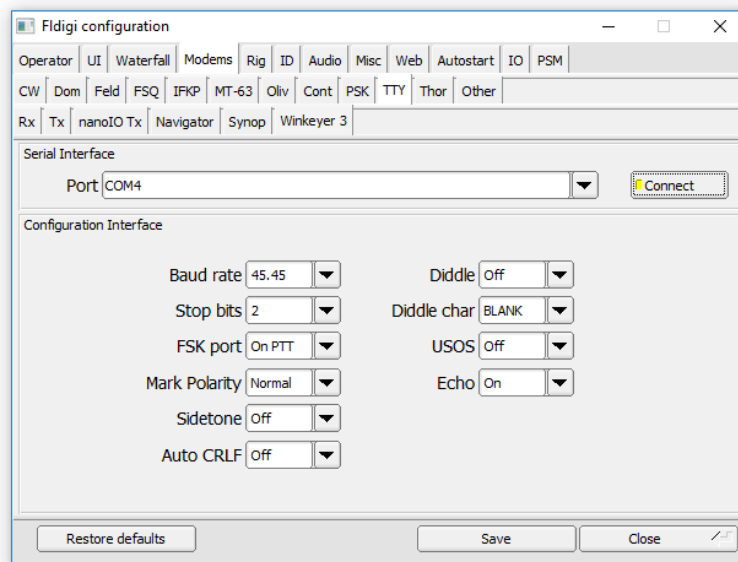 Fldigi configuration
Operator UI Waterfall Modems Rig ID Audio Misc Web Autostart IO PSM
CW Dom Feld FSQ IFKP MT-63 Oliv Cont PSK TTY Thor Other
Rx Tx nanoIO Tx Navigator Synop Winkeyer 3
Serial Interface
Port COM4 Connect
Configuration Interface
Baud rate 45.45 Diddle Off
Stop bits 2 Diddle char BLANK
FSK port On PTT USOS Off
Mark Polarity Normal Echo On
Sidetone Off
Auto CRLF Off
Restore defaults Save Close